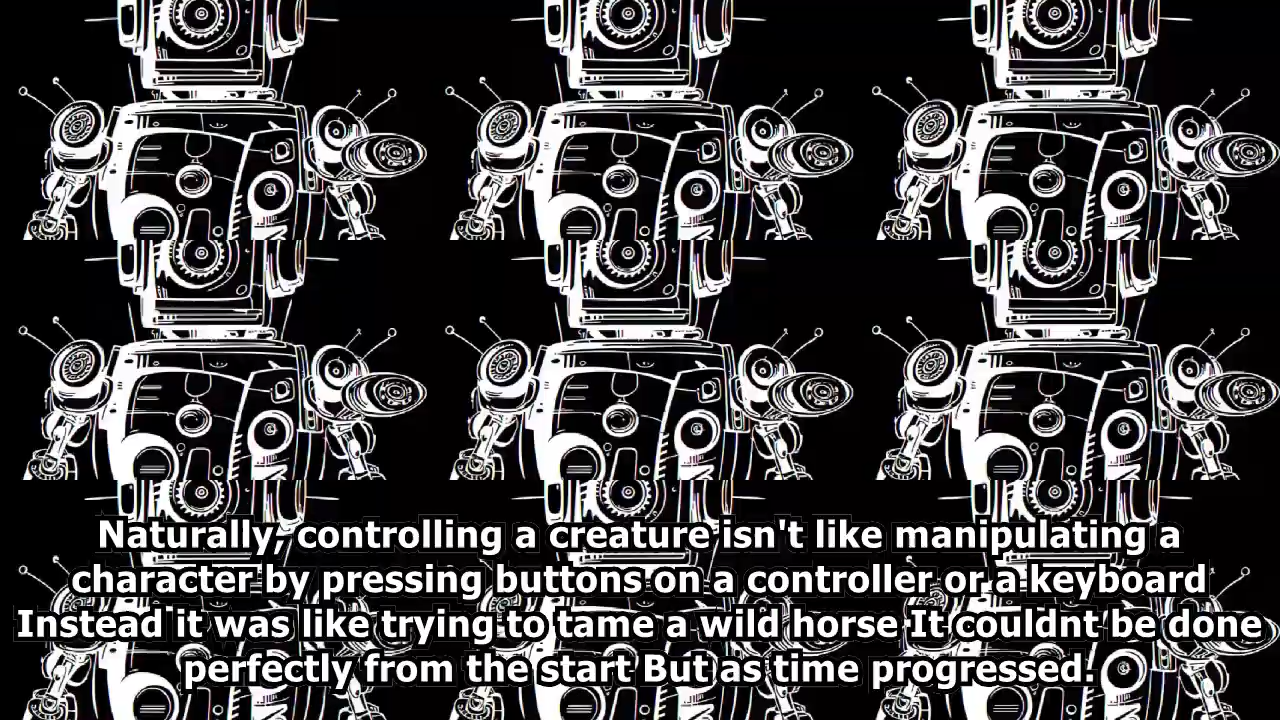 Naturally, controlling a creature isn't like manipulating a
character by pressing buttons on a controller or a keyboard
Instead it was like trying to tame a wild horse It couldnt be done
perfectly from the start But as time progressed.